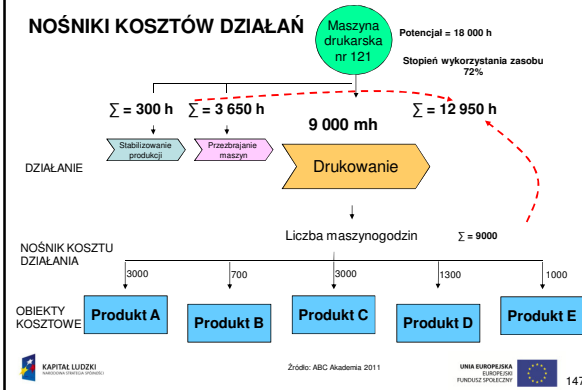 NOŚNIKI KOSZTÓW DZIAŁAŃ
Maszyna
drukarska
nr 121
Potencjał = 18 000 h
Stopień wykorzystania zasobu
72%
∑ = 300 h
∑ = 3 650 h
∑ = 12 950 h
9 000 mh
DZIAŁANIE
Stabilizowanie
produkcji
Przezbrajanie
maszyn
Drukowanie
Liczba maszynogodzin
∑ = 9000
NOŚNIK KOSZTU
DZIAŁANIA
3000
700
3000
1300
1000
OBIEKTY
KOSZTOWE
Produkt A
Produkt B
Produkt C
Produkt D
Produkt E
KAPITAŁ LUDZKI
NARODOWA STRATEGIA SPÓJNOŚCI
Źródło: ABC Akademia 2011
UNIA EUROPEJSKA
EUROPEJSKI
FUNDUSZ SPOŁECZNY
147